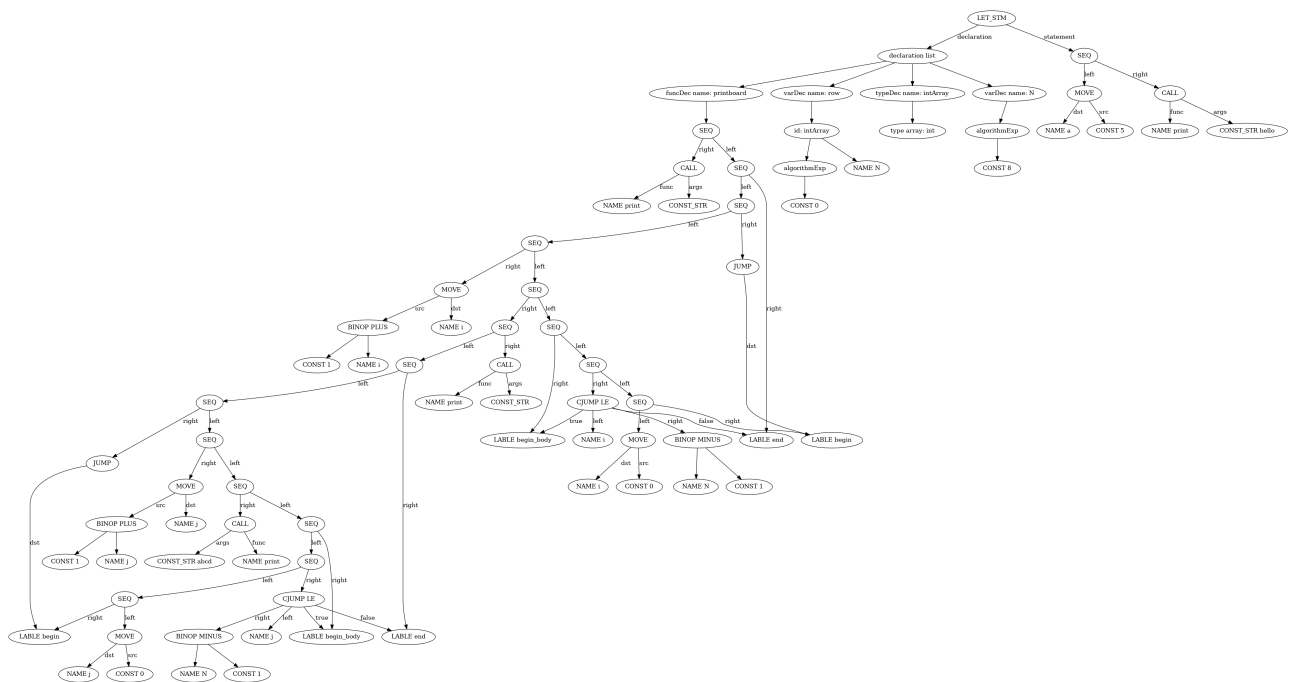 LET_STM
declaration
statement
declaration list
SEQ
left
right
funcDec name: printboard
varDec name: row
typeDec name: intArray
varDec name: N
MOVE
CALL
dst
src
func
args
SEQ
id: intArray
type array: int
algorithmExp
NAME a
CONST 5
NAME print
CONST_STR hello
right
left
CALL
SEQ
algorithmExp
NAME N
CONST 8
func
args
left
NAME print
CONST_STR
SEQ
CONST 0
left
right
SEQ
right
left
JUMP
MOVE
SEQ
src
dst
right
left
right
BINOP PLUS
NAME i
SEQ
SEQ
left
right
left
dst
CONST 1
NAME i
SEQ
CALL
right
SEQ
left
func
args
right
left
SEQ
NAME print
CONST_STR
CJUMP LE
SEQ
right
left
true
left
right
false
left
right
JUMP
SEQ
LABLE begin_body
NAME i
MOVE
BINOP MINUS
LABLE end
LABLE begin
right
left
dst
src
MOVE
SEQ
NAME i
CONST 0
NAME N
CONST 1
src
dst
right
left
right
BINOP PLUS
NAME j
CALL
SEQ
dst
args
func
left
CONST 1
NAME j
CONST_STR abcd
NAME print
SEQ
left
right
right
SEQ
CJUMP LE
right
left
right
left
true
false
LABLE begin
MOVE
BINOP MINUS
NAME j
LABLE begin_body
LABLE end
dst
src
NAME j
CONST 0
NAME N
CONST 1